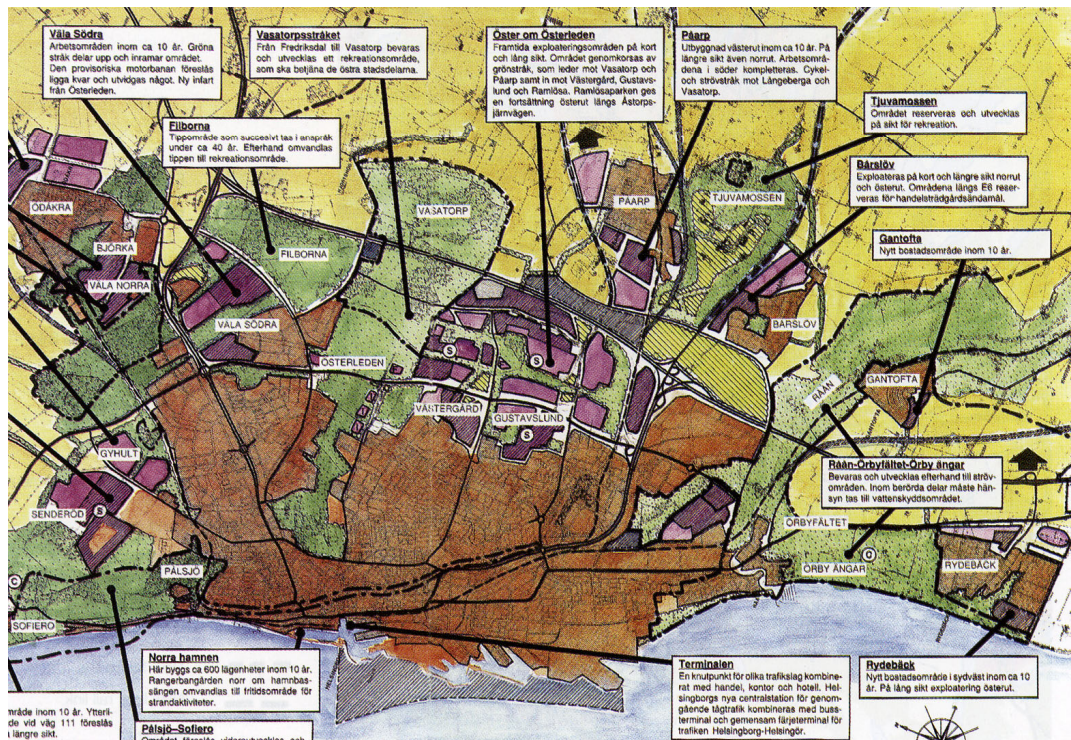 Väla Södra
Arbetsområden inom ca 10 år. Gröna
stråk delar upp och inramar området.
Den provisoriska motorbanan föreslås
ligga kvar och utvidgas något. Ny infart
från Österleden.
Vasatorpsstråket
Från Fredriksdal till Vasatorp bevaras
och utvecklas ett rekreationsområde,
som ska betjäna de östra stadsdelarna.
Öster om Österleden
Framtida exploateringsområden på kort
och lång sikt. Området genomkorsas av
grönstråk, som leder mot Vasatorp och
Påarp samt in mot Västergård, Gustavs-
lund och Ramlösa. Ramlösaparken ges
en fortsättning österut längs Åstorps-
järnvägen.
Påarp
Utbyggnad västerut inom ca 10 år. På
längre sikt även norrut. Arbetsområde-
na i söder kompletteras. Cykel-
och strövstråk mot Långeberga och
Vasatorp.
Tjuvamossen
Området reserveras och utvecklas
på sikt för rekreation.
Filborna
Tippområde som succesivt tas i anspråk
under ca 40 år. Efterhand omvandlas
tippen till rekreationsområde.
Bårslöv
Exploateras på kort och längre sikt norrut
och österut. Områdena längs E6 reser-
veras för handelsträdgårdsändamål.
Gantofta
Nytt bostadsområde inom 10 år.
ÖDÅKRA
BJÖRKA
VÄLA NORRA
FILBORNA
VASATORP
PÅARP
TJUVAMOSSEN
VÄLA SÖDRA
BÅRSLÖV
ÖSTERLEDEN
S
S
VÄSTERGÅRD
GUSTAVSLUND
S
RÅÅN
GANTOFTA
GYHULT
SENDERÖD
S
Råån-Örbyfältet-Örby ängar
Bevaras och utvecklas efterhand till ströv-
områden. Inom berörda delar måste hän-
syn tas till vattenskyddsområdet.
ÖRBYFÄLTET
C
ÖRBY ÄNGAR
RYDEBÄCK
PÅLSJÖ
C
SOFIERO
Norra hamnen
Här byggs ca 600 lägenheter inom 10 år.
Rangerbangården norr om hamnbas-
sängen omvandlas till fritidsområde för
strandaktiviteter.
Terminalen
En knutpunkt för olika trafikslag kombine-
rat med handel, kontor och hotell. Hel-
singborgs nya centralstation för genom-
gående tågtrafik kombineras med buss-
terminal och gemensam färjeterminal för
trafiken Helsingborg-Helsingör.
Rydebäck
Nytt bostadsområde i sydväst inom ca 10
år. På lång sikt exploatering österut.
mråde inom 10 år. Ytterli-
de vid väg 111 föreslås
längre sikt.
Pålsjö–Sofiero